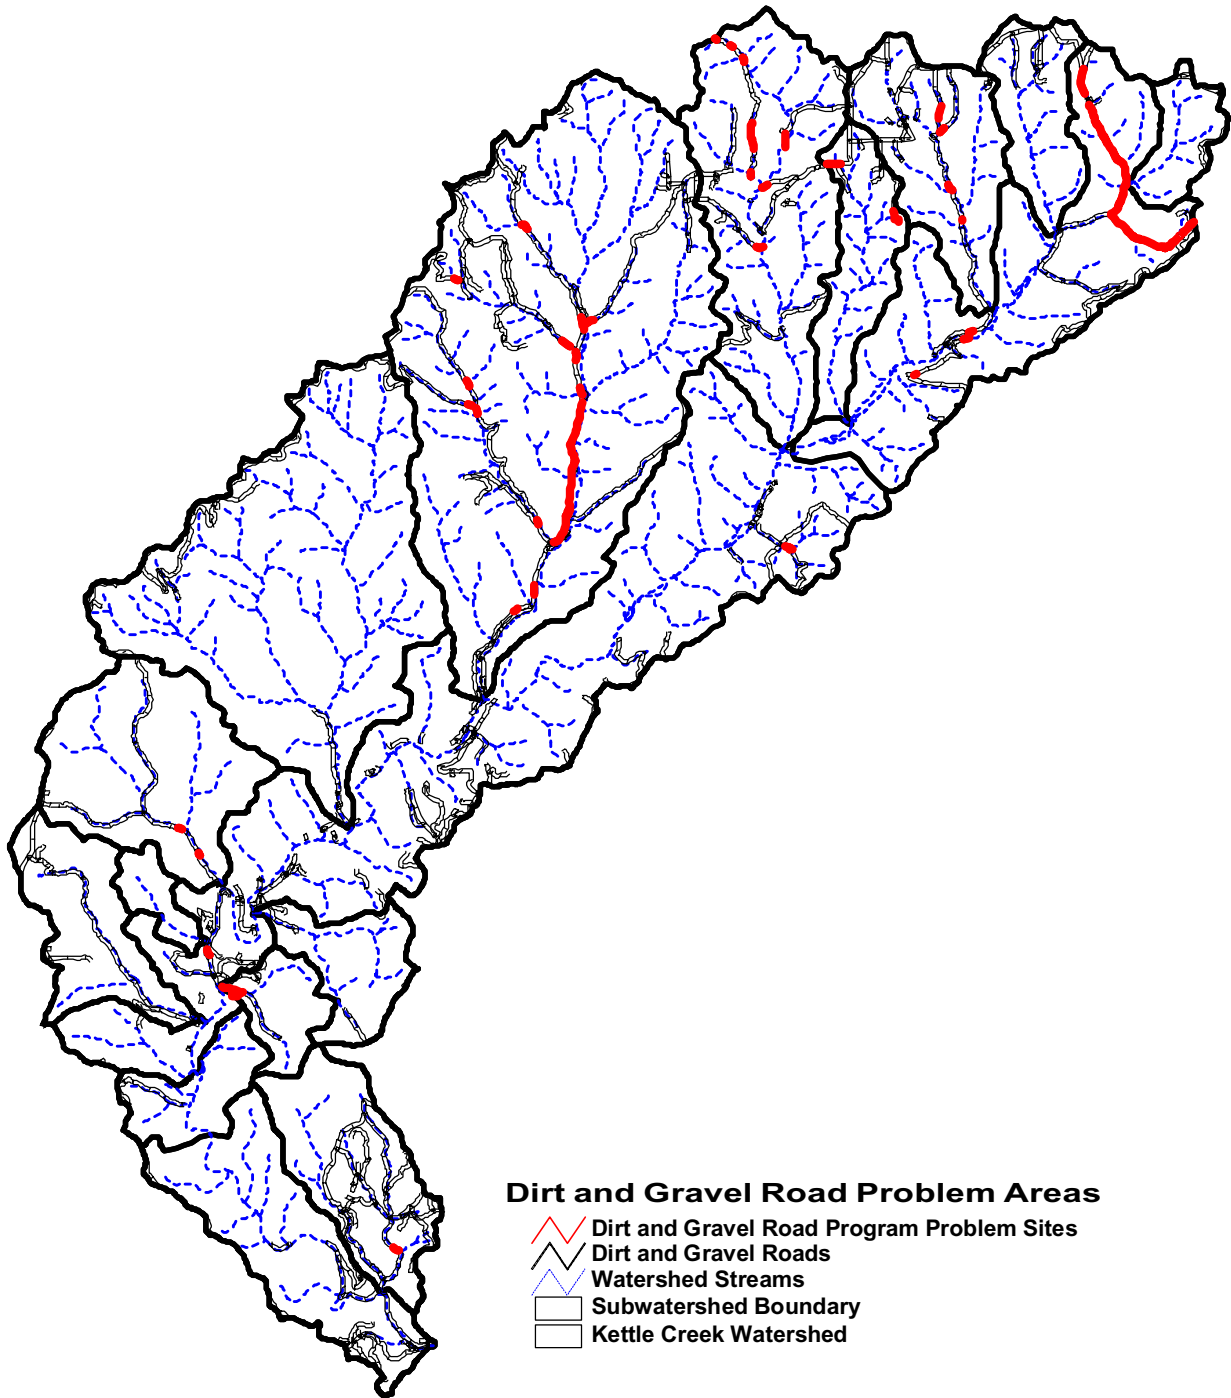 Dirt and Gravel Road Problem Areas
Dirt and Gravel Road Program Problem Sites
Dirt and Gravel Roads
Watershed Streams
Subwatershed Boundary
Kettle Creek Watershed